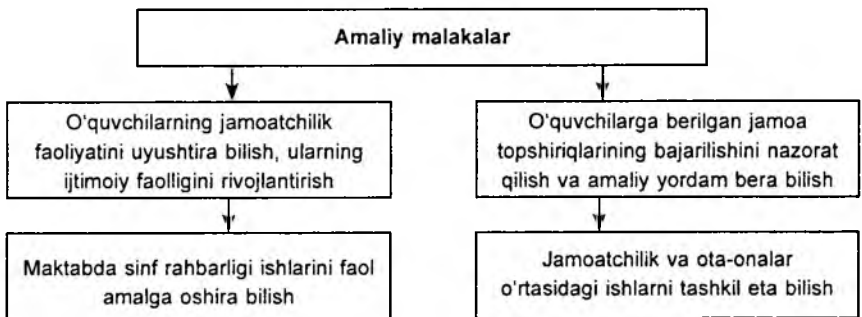 Amaliy malakalar
O'quvchilarning jamoatchilik
faoliyatini uyushtira bilish, ularning
ijtimoiy faolligini rivojlantirish
O'quvchilarga berilgan jamoa
topshiriqlarining bajarilishini nazorat
qilish va amaliy yordam bera bilish
Maktabda sinf rahbarligi ishlarini faol
amalga oshira bilish
Jamoatchilik va ota-onalar
o'rtasidagi ishlarni tashkil eta bilish